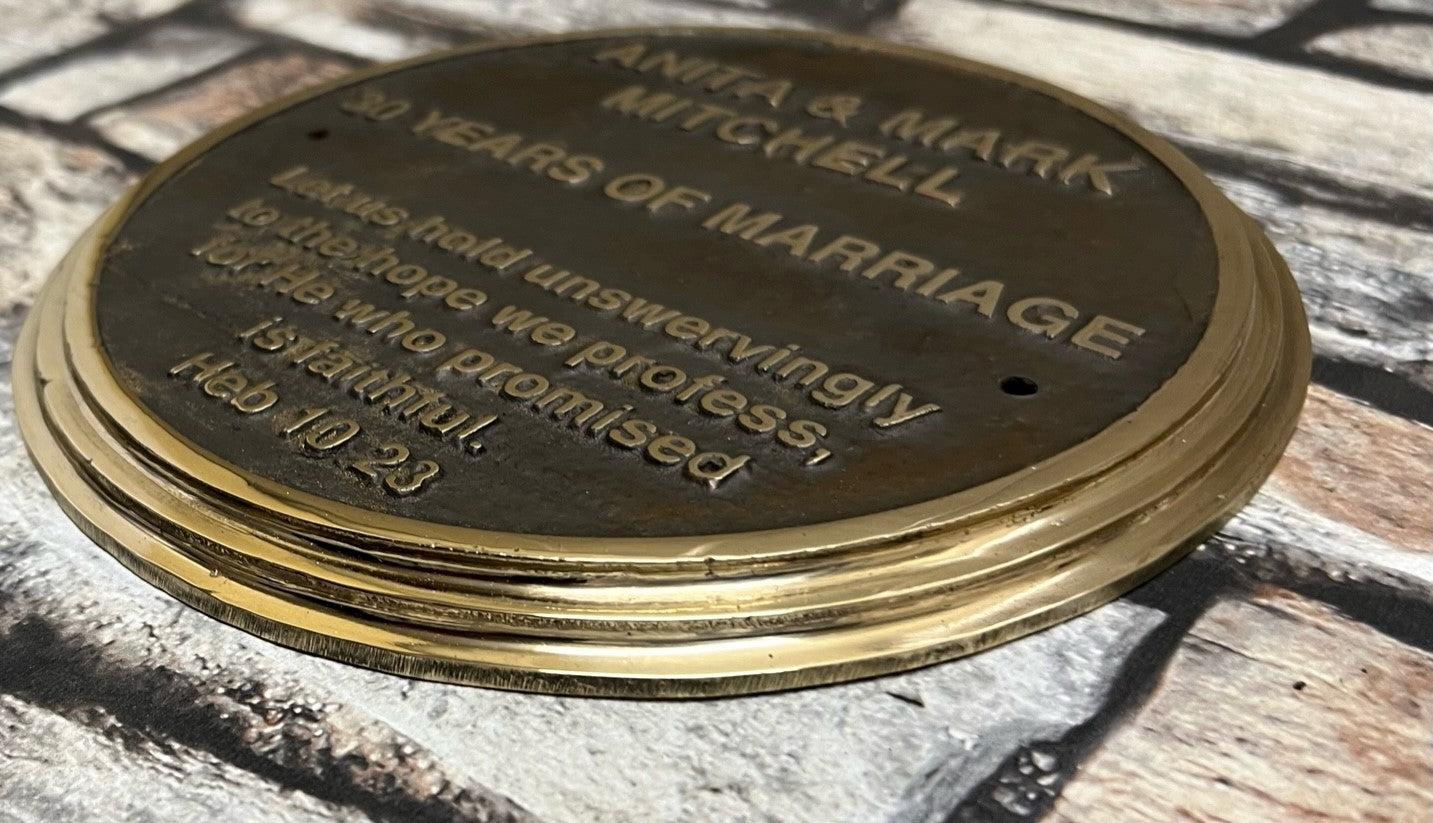 ANITA & MARK
MITCHELL
30 YEARS OF MARRIAGE
Let us hold unswervingly
to the hope we profess,
for He who promised
is faithful.
Heb 10 23